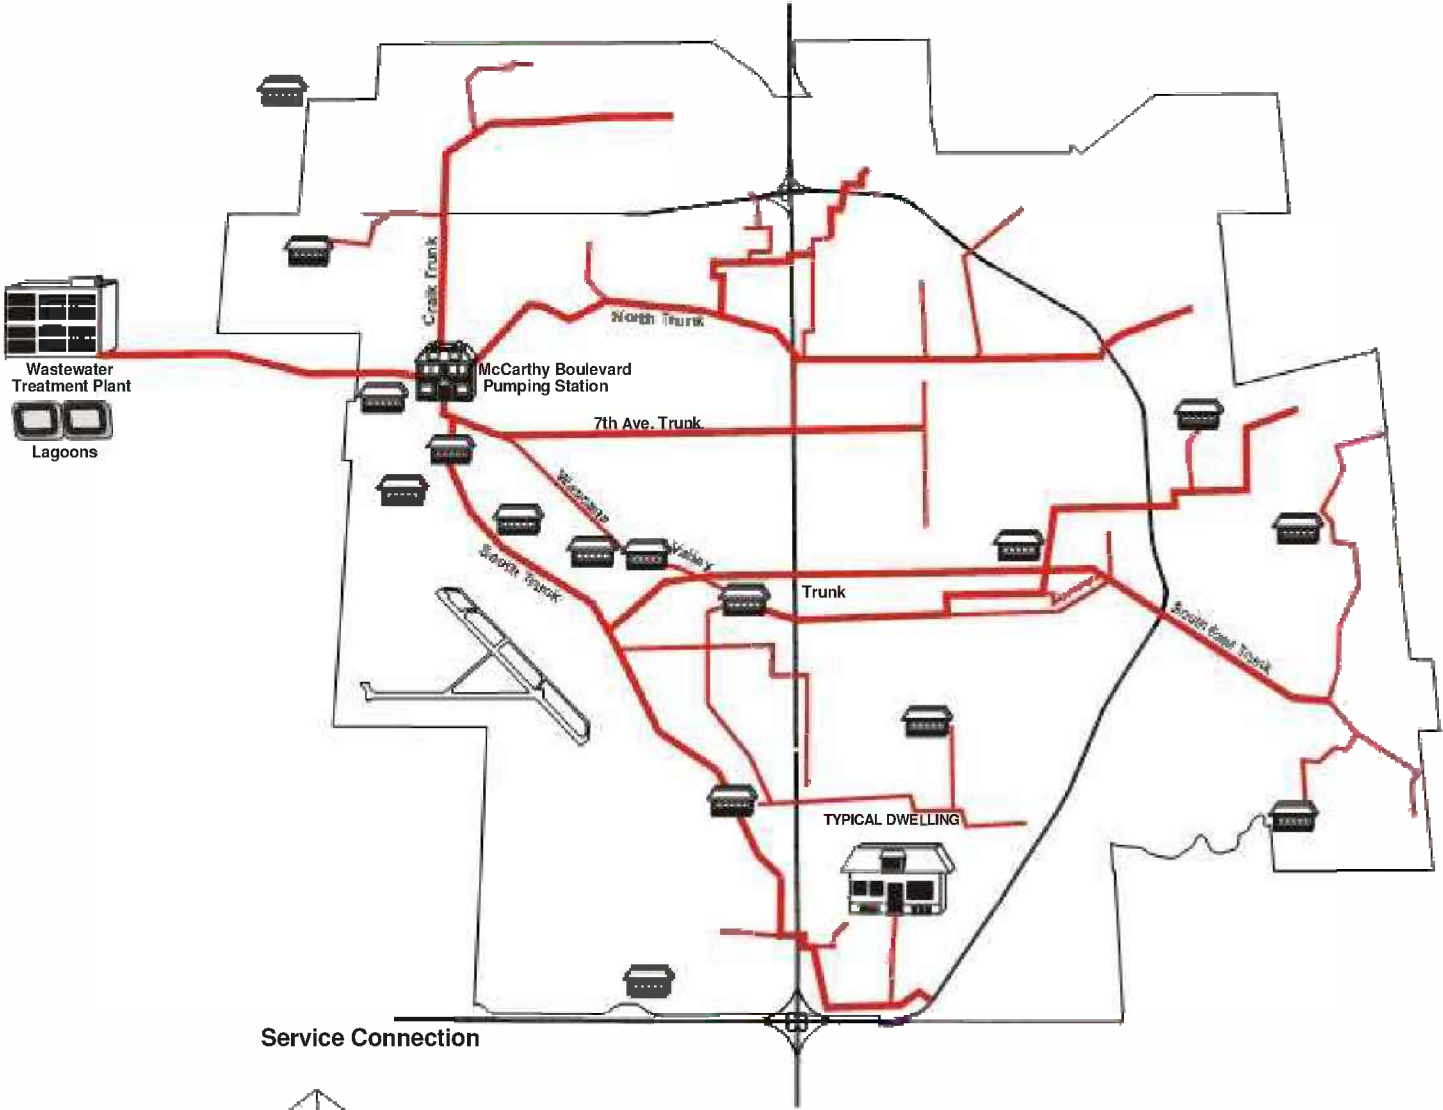 Craik Trunk
North Trunk
McCarthy Boulevard
Pumping Station
Wastewater
Treatment Plant
Lagoons
7th Ave. Trunk
Wascana
Valley
Trunk
South Trunk
South East Trunk
TYPICAL DWELLING
Service Connection